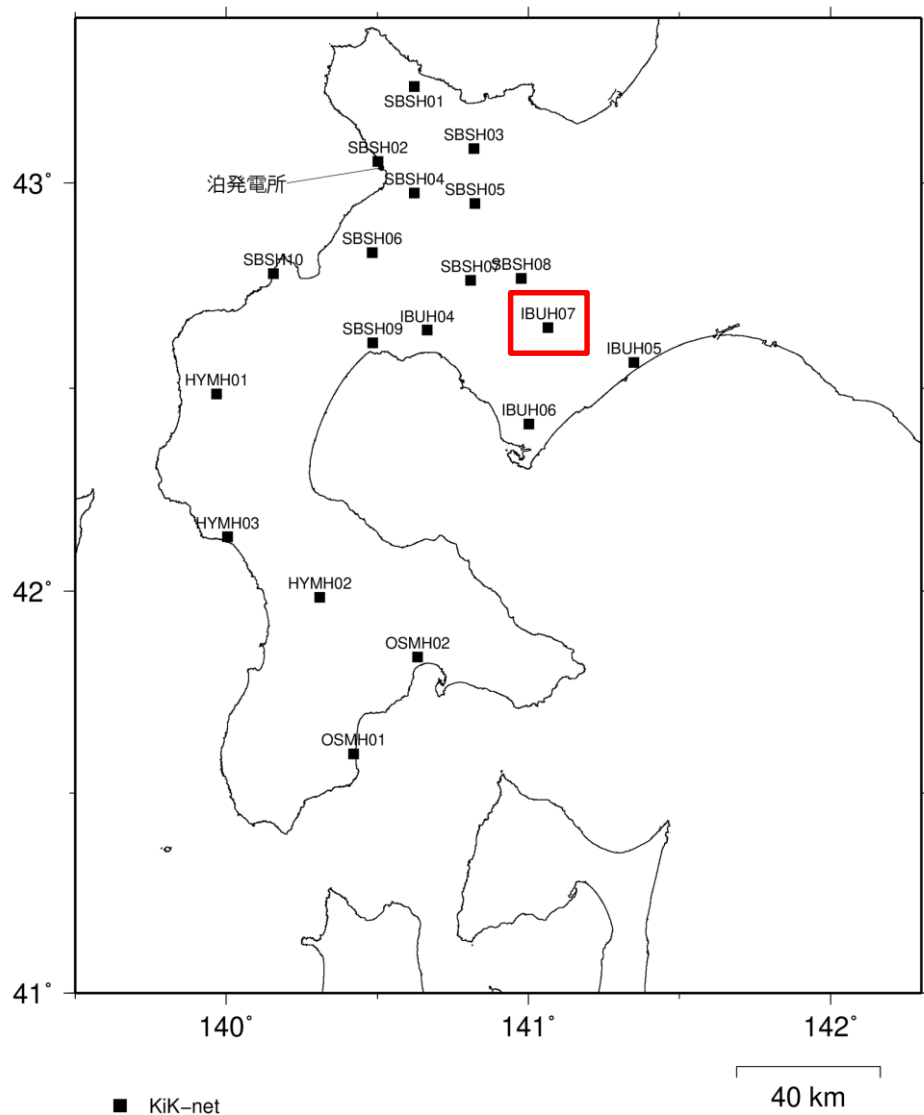 SBSH01
SBSH03
SBSH02
泊発電所
SBSH04
SBSH05
SBSH06
SBSH10
SBSH07
SBSH08
IBUH07
IBUH04
SBSH09
IBUH05
HYMH01
IBUH06
HYMH03
HYMH02
OSMH02
OSMH01
43˚
42˚
41˚
140˚
141˚
142˚
KiK-net
40 km